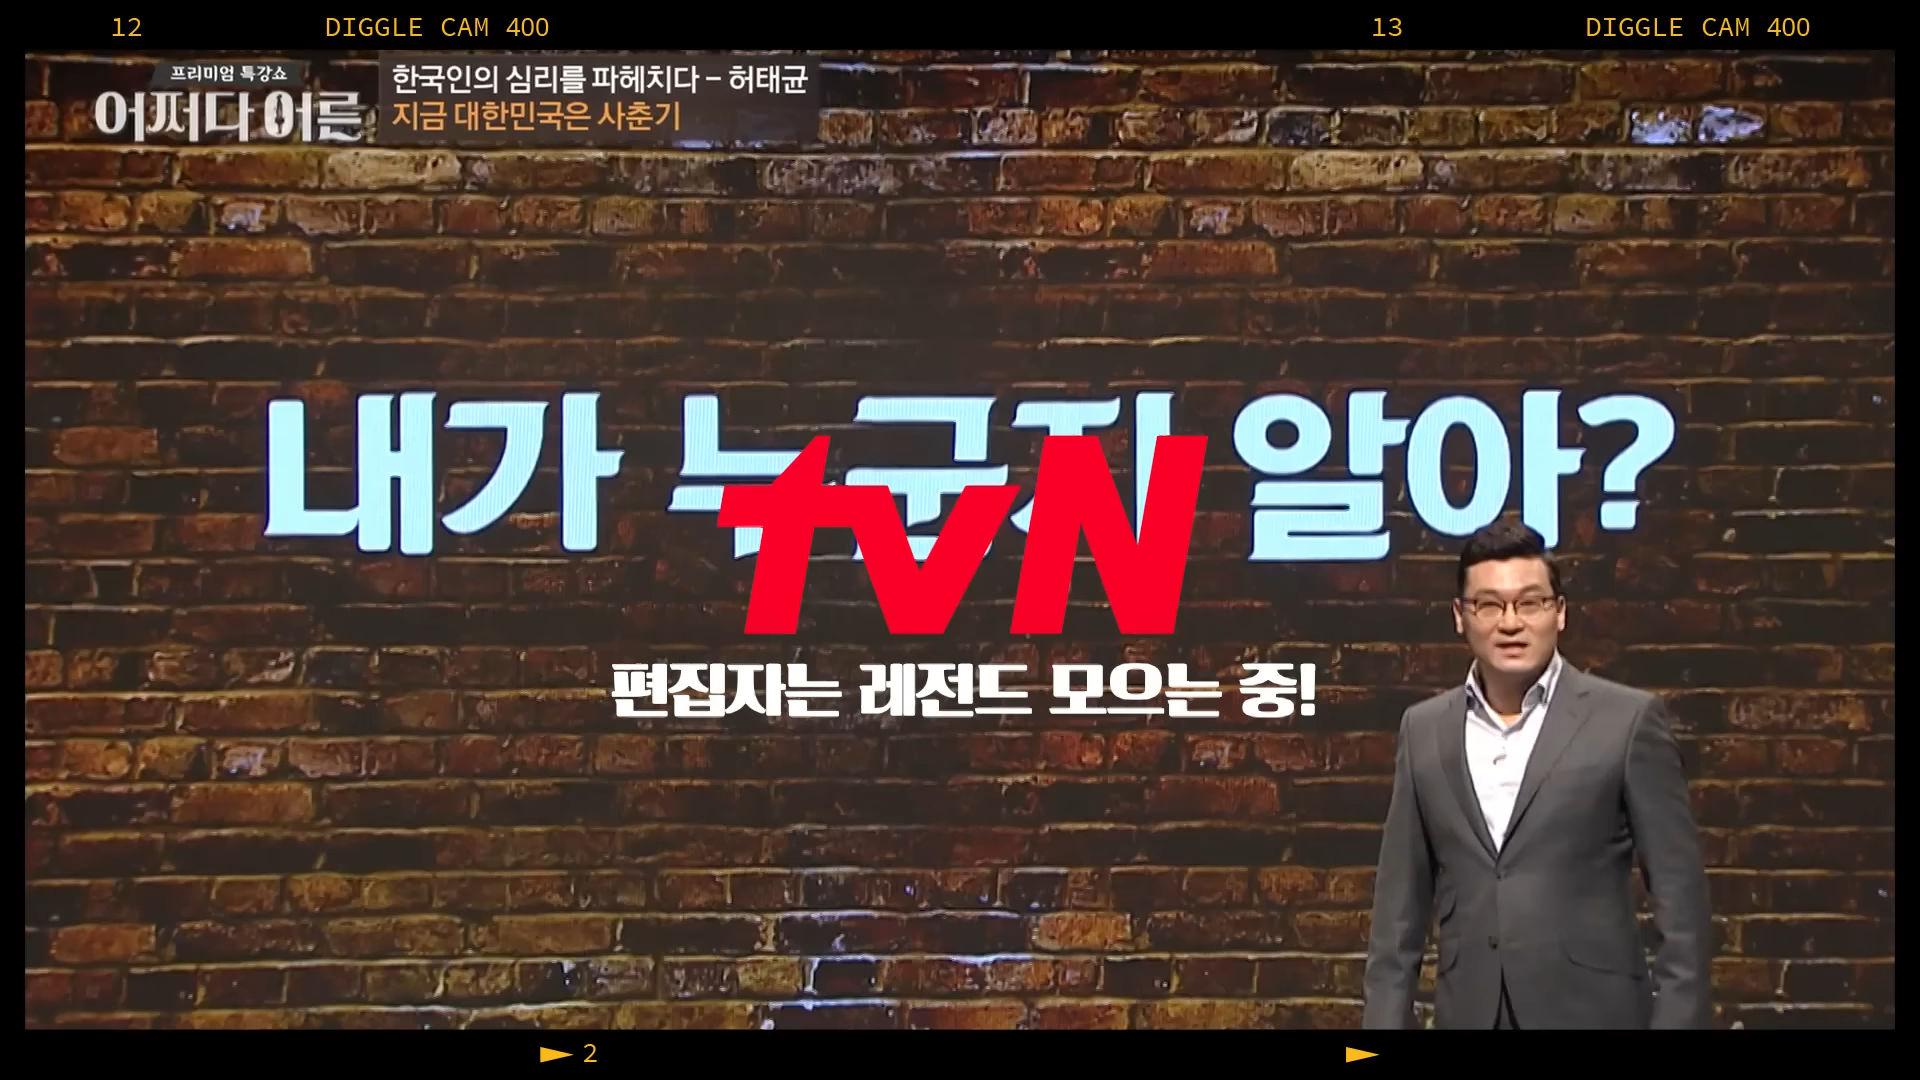 12 DIGGLE CAM 400 13 DIGGLE CAM 400
프리미엄 특강쇼
어쩌다 어른
한국인의 심리를 파헤치다 – 허태균
지금 대한민국은 사춘기
내가 누군지 알아?
tvN
편집자는 레전드 모으는 중!
2